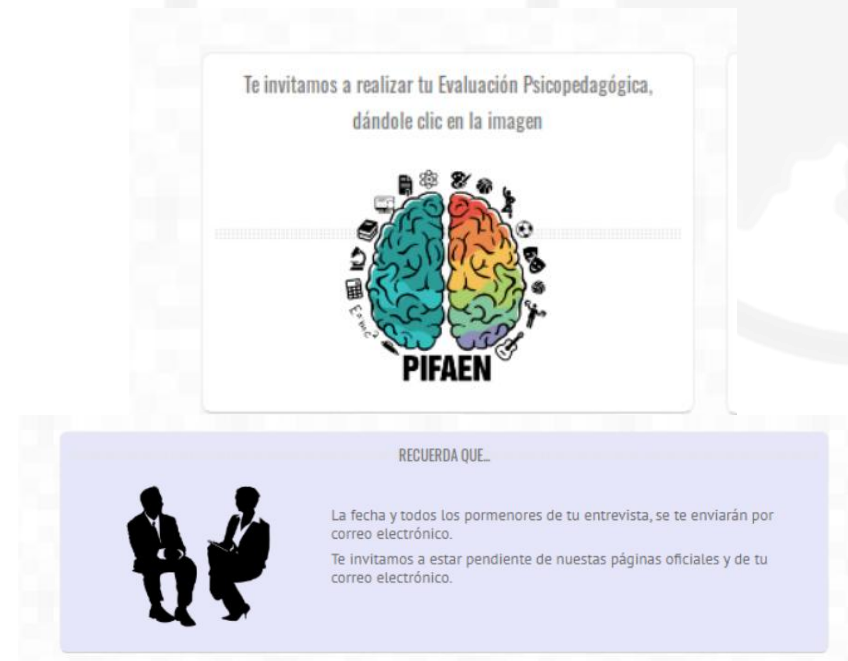 Te invitamos a realizar tu Evaluación Psicopedagógica,
dándole clic en la imagen
E=mc2
PIFAEN
RECUERDA QUE...
La fecha y todos los pormenores de tu entrevista, se te enviarán por
correo electrónico.
Te invitamos a estar pendiente de nuestas páginas oficiales y de tu
correo electrónico.